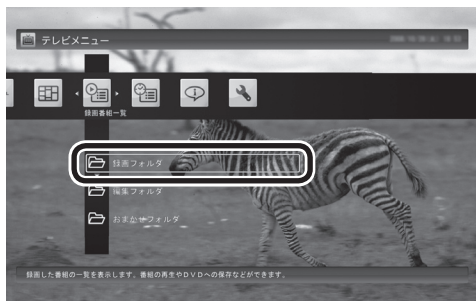 テレビメニュー
録画番組一覧
録画フォルダ
編集フォルダ
おまかせフォルダ
録画した番組の一覧を表示します。番組の再生やDVDへの保存などができます。